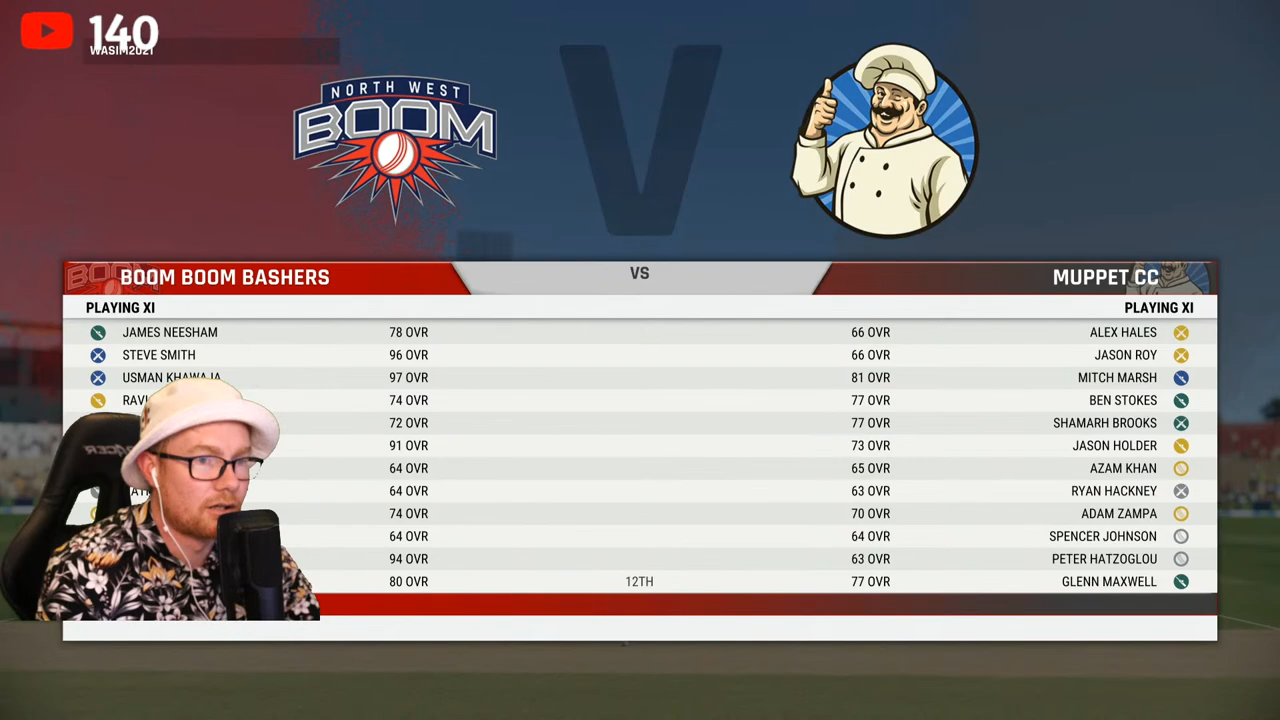 140
WASIM2021
NORTH WEST
BOOM
V
BOOM BOOM BASHERS VS MUPPET CC
PLAYING XI PLAYING XI
JAMES NEESHAM 78 OVR 66 OVR ALEX HALES
STEVE SMITH 96 OVR 66 OVR JASON ROY
USMAN KHAWAJA 97 OVR 81 OVR MITCH MARSH
74 OVR 77 OVR BEN STOKES
72 OVR 77 OVR SHAMARH BROOKS
91 OVR 73 OVR JASON HOLDER
64 OVR 65 OVR AZAM KHAN
64 OVR 63 OVR RYAN HACKNEY
74 OVR 70 OVR ADAM ZAMPA
64 OVR 64 OVR SPENCER JOHNSON
94 OVR 63 OVR PETER HATZOGLOU
80 OVR 12TH 77 OVR GLENN MAXWELL